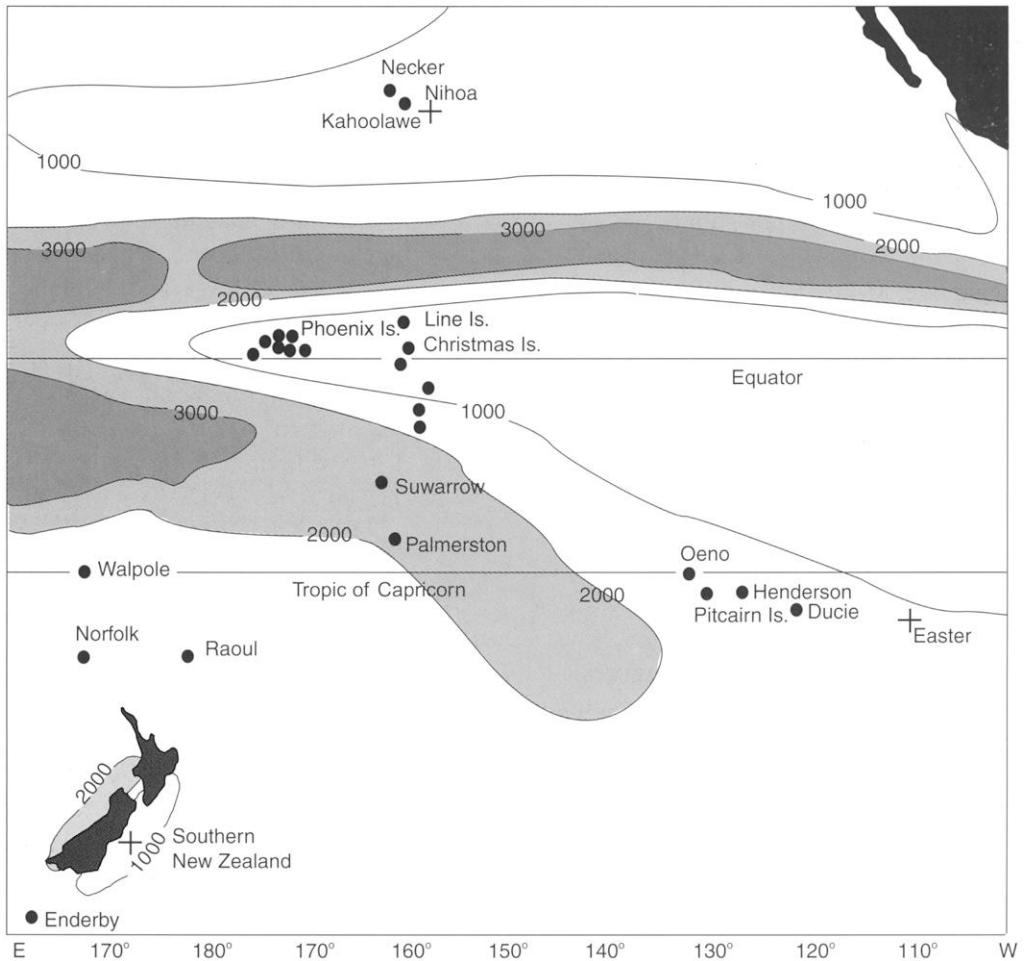 Necker
Nihoa
Kahoolawe
1000
1000
3000
3000
2000
2000
Phoenix Is.
Line Is.
Christmas Is.
Equator
3000
1000
Suwarrow
2000
Palmerston
Oeno
Walpole
Tropic of Capricorn
2000
Henderson
Pitcairn Is.
Ducie
Norfolk
Raoul
Easter
2000
1000
Southern
New Zealand
Enderby
E 170° 180° 170° 160° 150° 140° 130° 120° 110° W